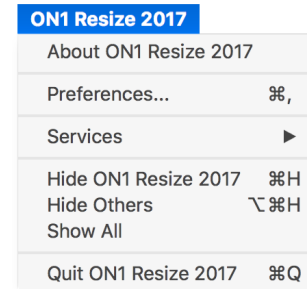 ON1 Resize 2017
About ON1 Resize 2017
Preferences... ⌘,
Services ▶
Hide ON1 Resize 2017 ⌘H
Hide Others ⌥⌘H
Show All
Quit ON1 Resize 2017 ⌘Q